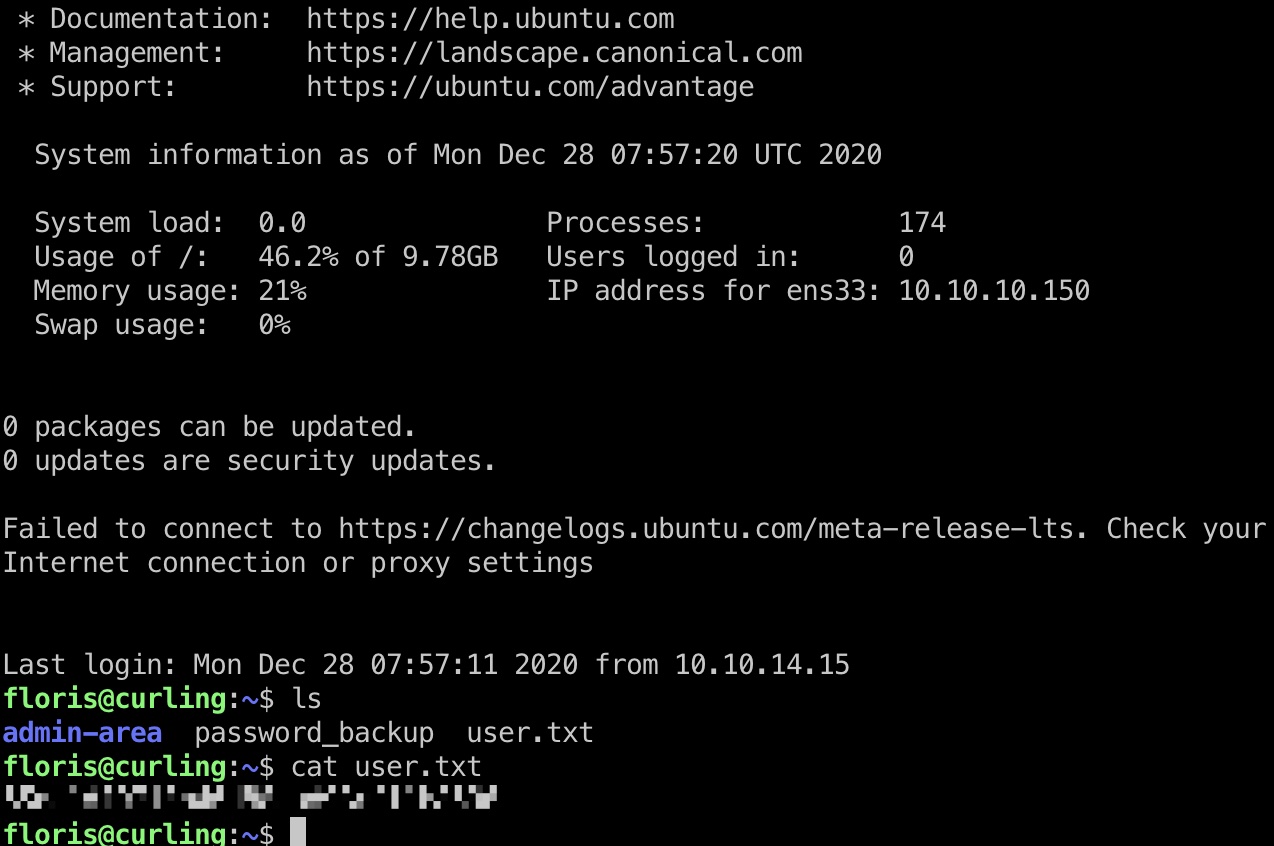 * Documentation:  https://help.ubuntu.com
* Management:     https://landscape.canonical.com
* Support:        https://ubuntu.com/advantage
System information as of Mon Dec 28 07:57:20 UTC 2020
System load:  0.0               Processes:            174
Usage of /:   46.2% of 9.78GB   Users logged in:      0
Memory usage: 21%               IP address for ens33: 10.10.10.150
Swap usage:   0%
0 packages can be updated.
0 updates are security updates.
Failed to connect to https://changelogs.ubuntu.com/meta-release-lts. Check your
Internet connection or proxy settings
Last login: Mon Dec 28 07:57:11 2020 from 10.10.14.15
floris@curling:~$ ls
admin-area  password_backup  user.txt
floris@curling:~$ cat user.txt
floris@curling:~$